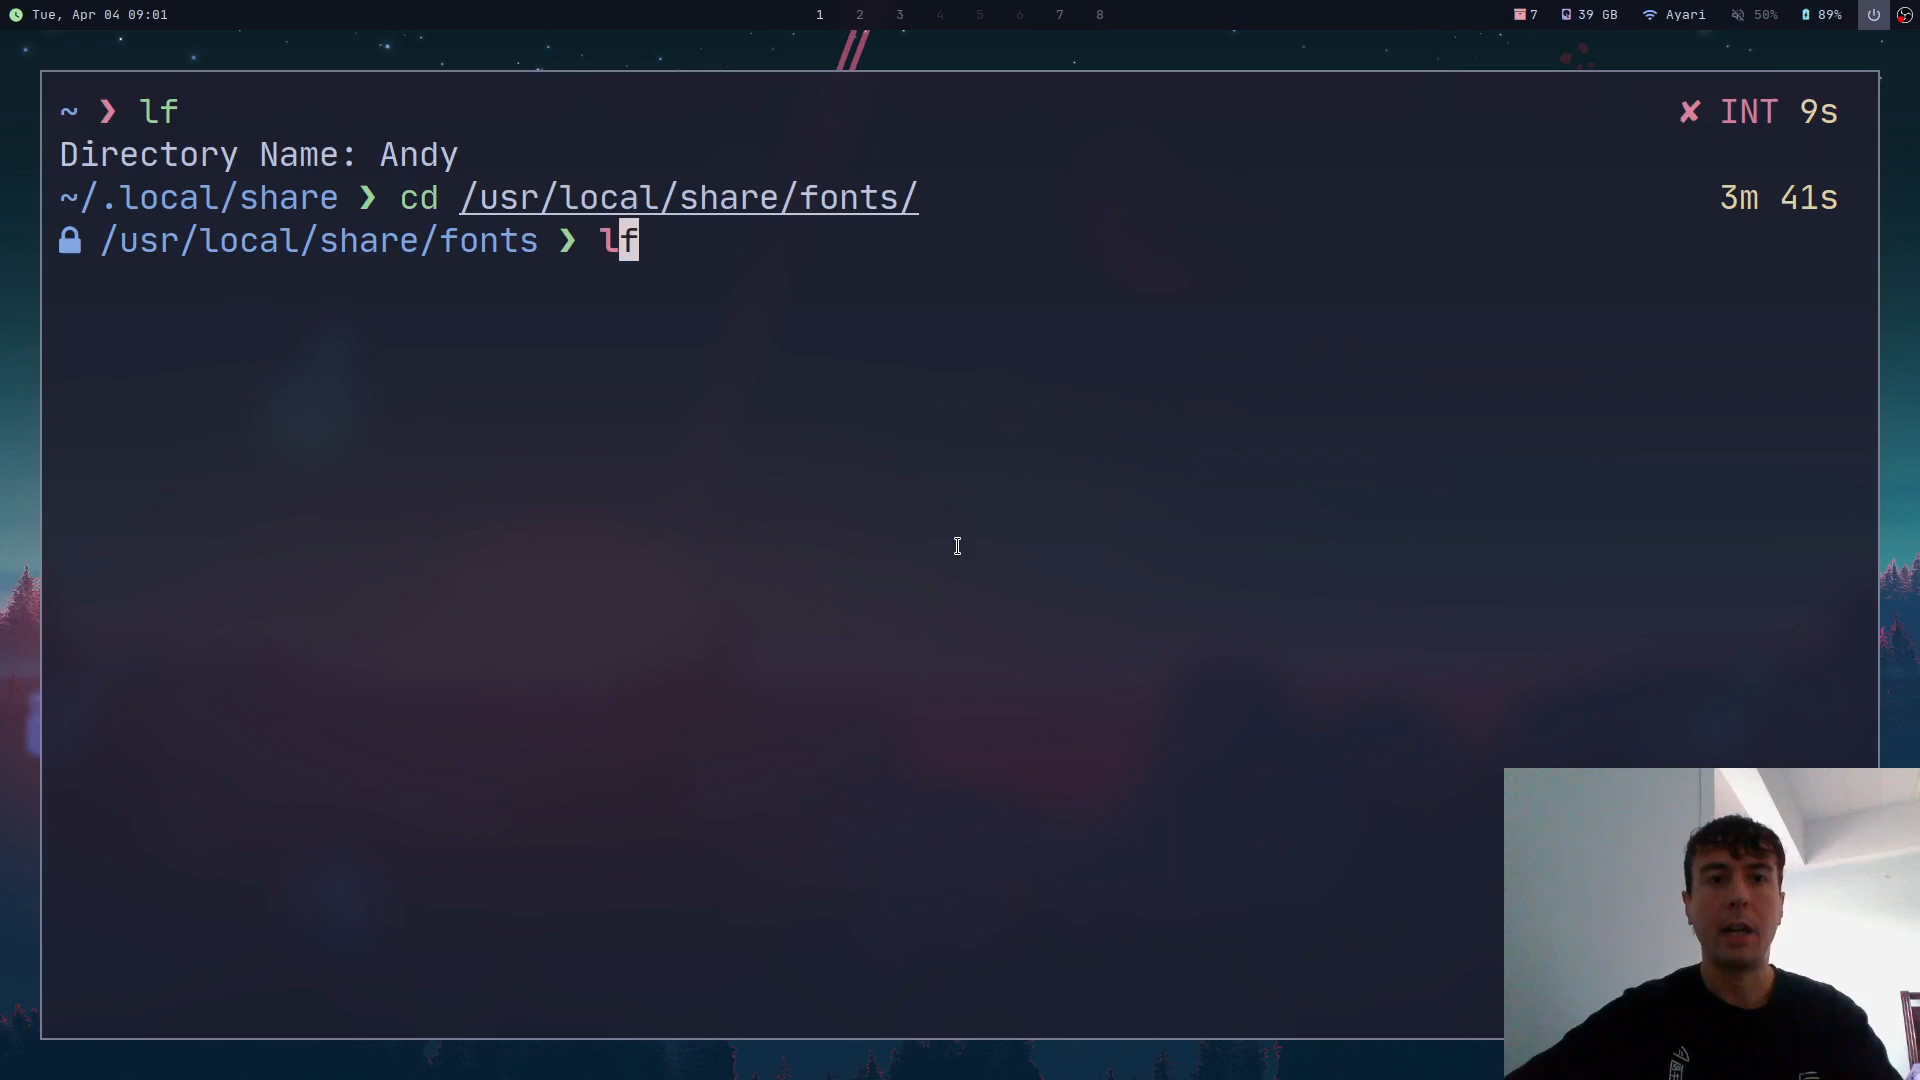 Tue, Apr 04 09:01 1 2 3 4 5 6 7 8 7 39 GB Ayari 50% 89%
~ ❯ lf ✘ INT 9s
Directory Name: Andy
~/.local/share ❯ cd /usr/local/share/fonts/ 3m 41s
/usr/local/share/fonts ❯ lf